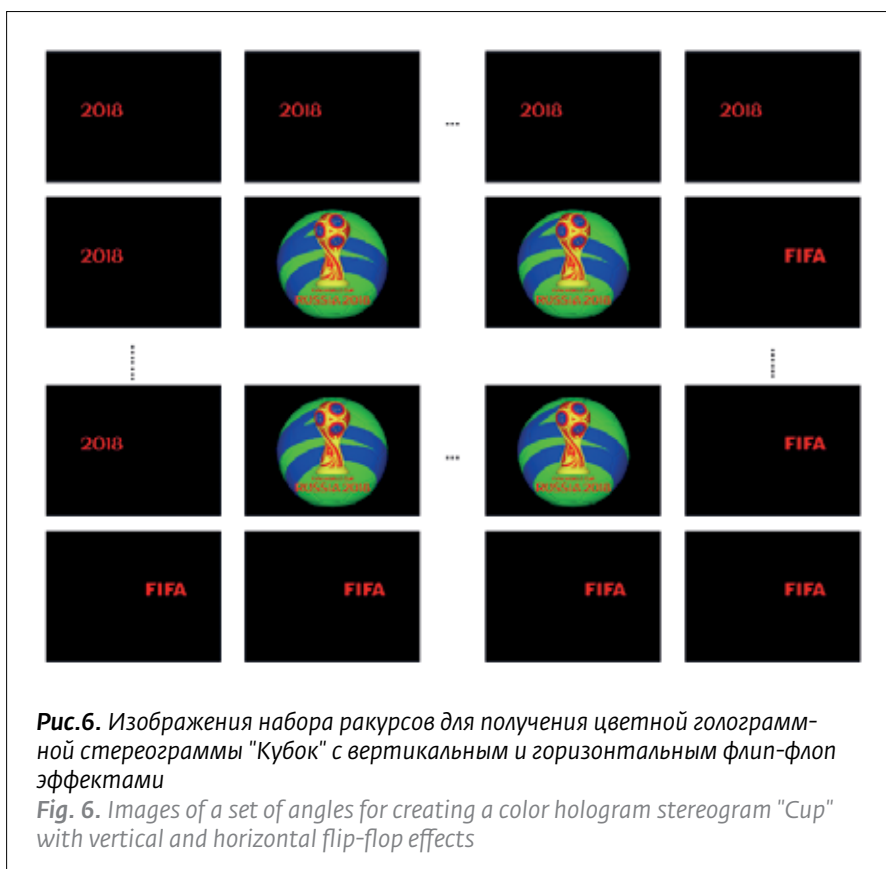 2018 2018 ... 2018 2018
2018 RUSSIA 2018 RUSSIA 2018 FIFA
2018 RUSSIA 2018 ... RUSSIA 2018 FIFA
FIFA FIFA FIFA FIFA
Рис.6. Изображения набора ракурсов для получения цветной голограмм-
ной стереограммы "Кубок" с вертикальным и горизонтальным флип-флоп
эффектами
Fig. 6. Images of a set of angles for creating a color hologram stereogram "Cup"
with vertical and horizontal flip-flop effects